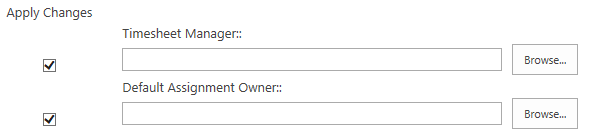 Apply Changes
Timesheet Manager::
Browse...
Default Assignment Owner::
Browse...